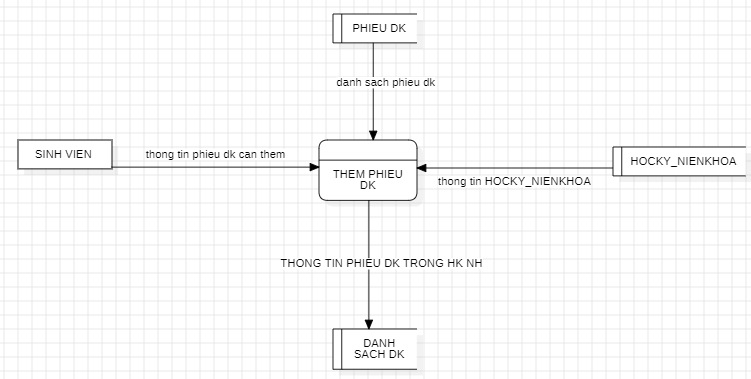 PHIEU DK
danh sach phieu dk
SINH VIEN
thong tin phieu dk can them
THEM PHIEU
DK
HOCKY_NIENKHOA
thong tin HOCKY_NIENKHOA
THONG TIN PHIEU DK TRONG HK NH
DANH
SACH DK